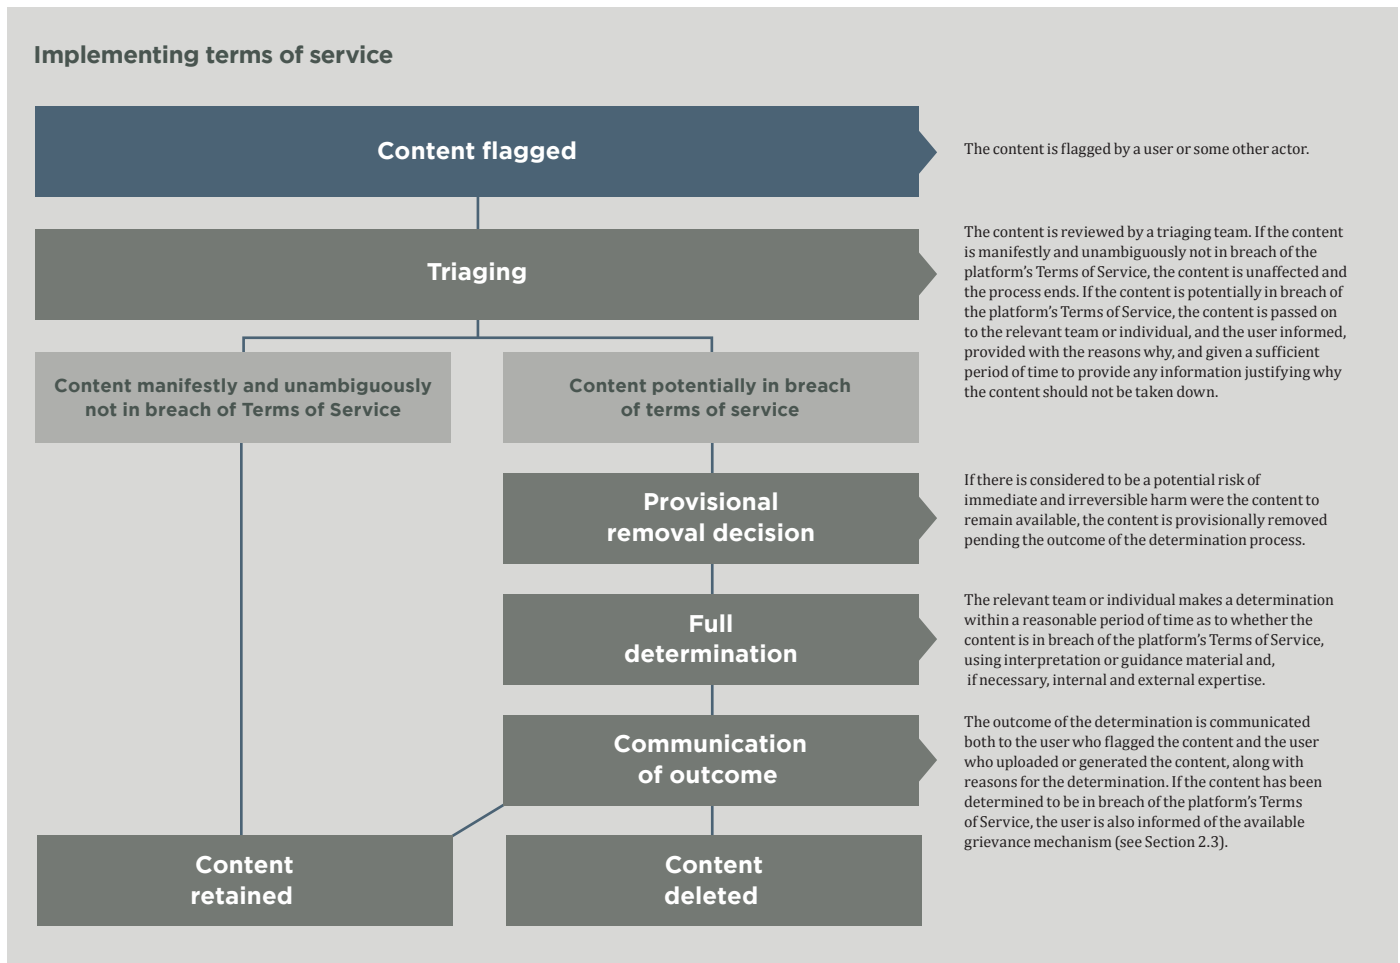 Implementing terms of service
Content flagged
The content is flagged by a user or some other actor.
Triaging
The content is reviewed by a triaging team. If the content
is manifestly and unambiguously not in breach of the
platform's Terms of Service, the content is unaffected and
the process ends. If the content is potentially in breach of
the platform's Terms of Service, the content is passed on
to the relevant team or individual, and the user informed,
provided with the reasons why, and given a sufficient
period of time to provide any information justifying why
the content should not be taken down.
Content manifestly and unambiguously
not in breach of Terms of Service
Content potentially in breach
of terms of service
Provisional
removal decision
If there is considered to be a potential risk of
immediate and irreversible harm were the content to
remain available, the content is provisionally removed
pending the outcome of the determination process.
Full
determination
The relevant team or individual makes a determination
within a reasonable period of time as to whether the
content is in breach of the platform's Terms of Service,
using interpretation or guidance material and,
if necessary, internal and external expertise.
Communication
of outcome
The outcome of the determination is communicated
both to the user who flagged the content and the user
who uploaded or generated the content, along with
reasons for the determination. If the content has been
determined to be in breach of the platform's Terms
of Service, the user is also informed of the available
grievance mechanism (see Section 2.3).
Content
retained
Content
deleted